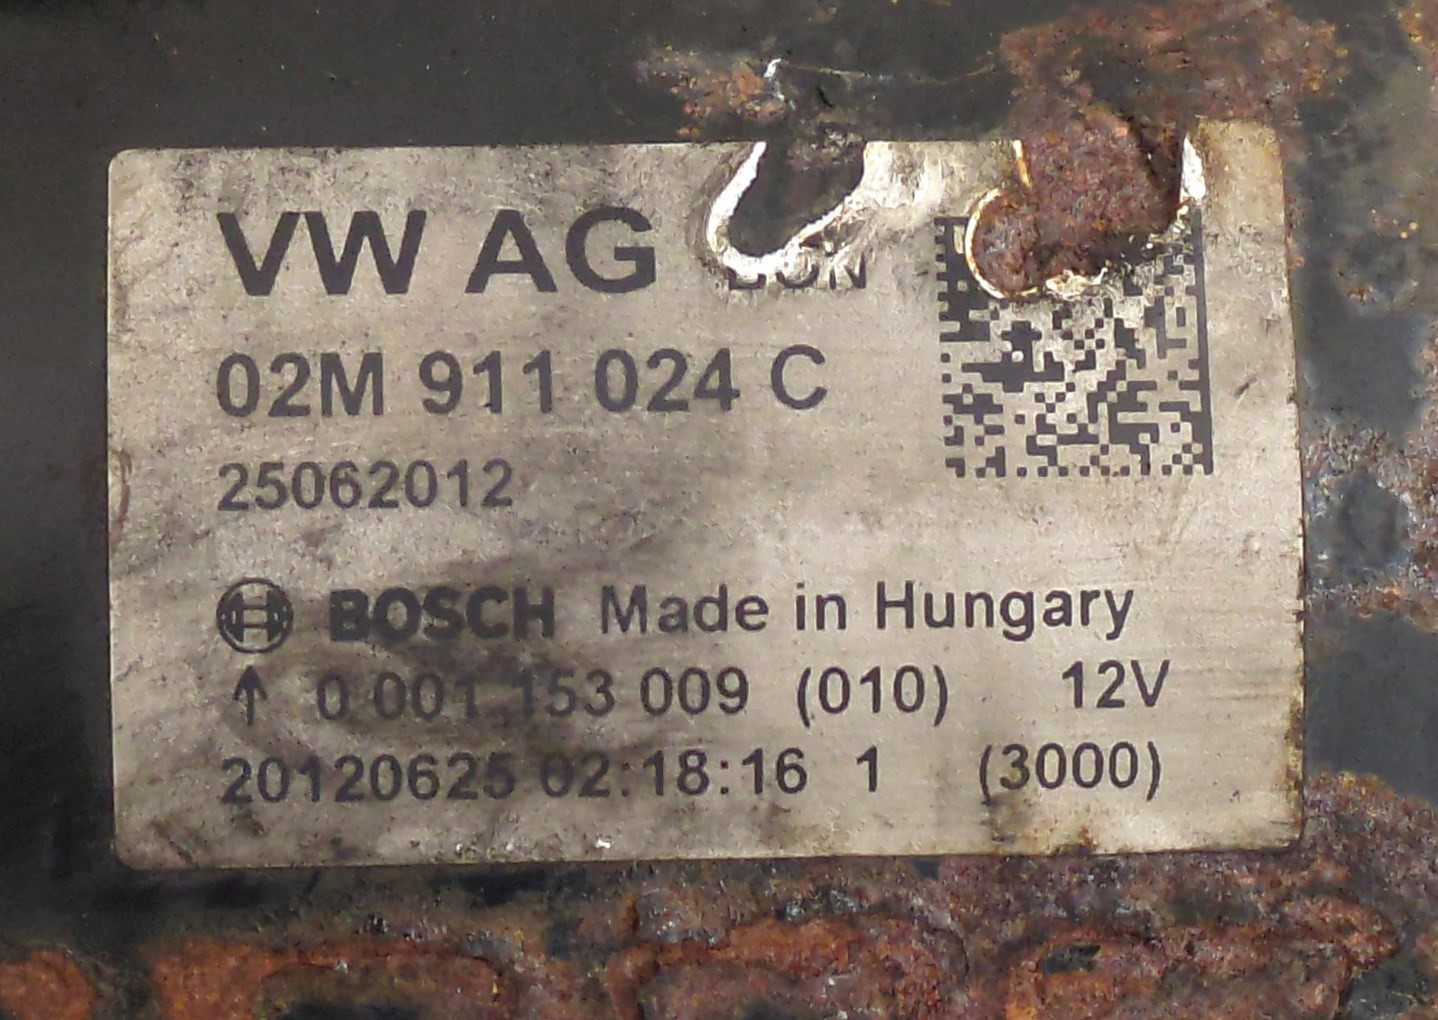 VW AG
02M 911 024 C
25062012
BOSCH Made in Hungary
↑ 0 001 153 009 (010) 12V
20120625 02:18:16 1 (3000)